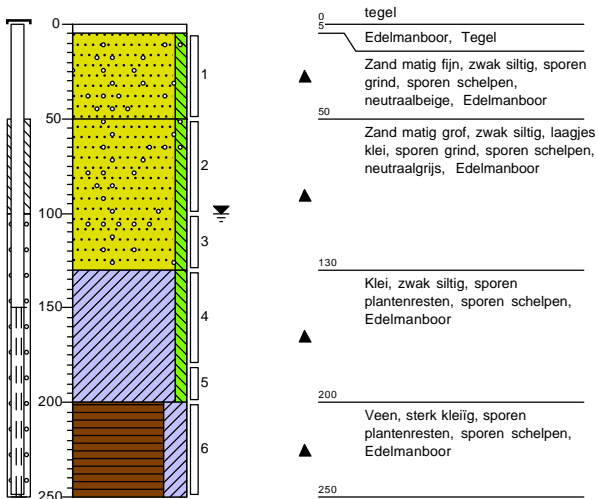 0
50
100
150
200
250
1
2
3
4
5
6
0
tegel
5
Edelmanboor, Tegel
Zand matig fijn, zwak siltig, sporen
grind, sporen schelpen,
neutraalbeige, Edelmanboor
50
Zand matig grof, zwak siltig, laagjes
klei, sporen grind, sporen schelpen,
neutraalgrijs, Edelmanboor
130
Klei, zwak siltig, sporen
plantenresten, sporen schelpen,
Edelmanboor
200
Veen, sterk kleiïg, sporen
plantenresten, sporen schelpen,
Edelmanboor
250